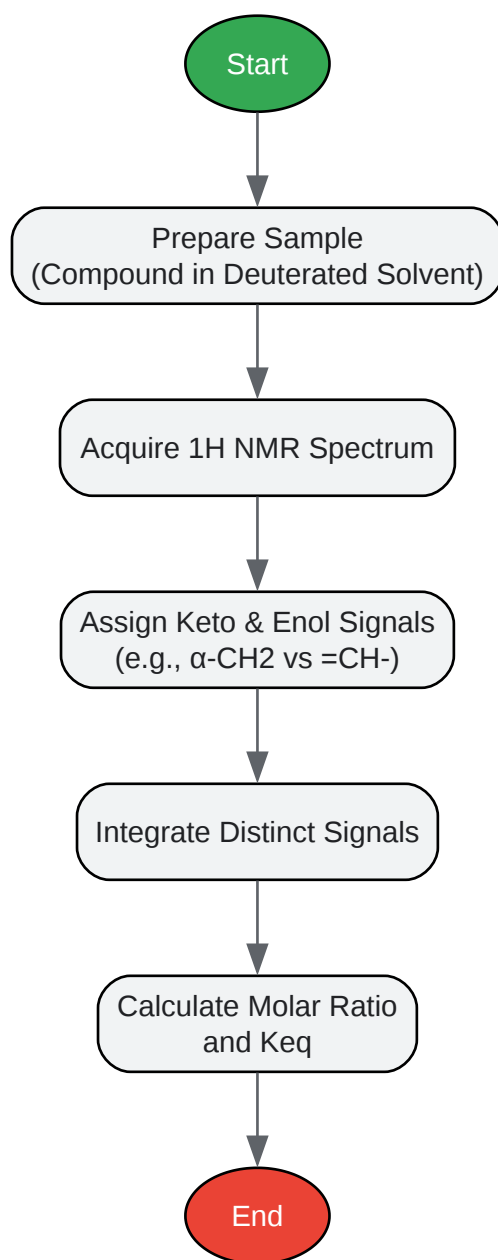 Start
Prepare Sample
(Compound in Deuterated Solvent)
Acquire 1H NMR Spectrum
Assign Keto & Enol Signals
(e.g., α-CH2 vs =CH-)
Integrate Distinct Signals
Calculate Molar Ratio
and Keq
End